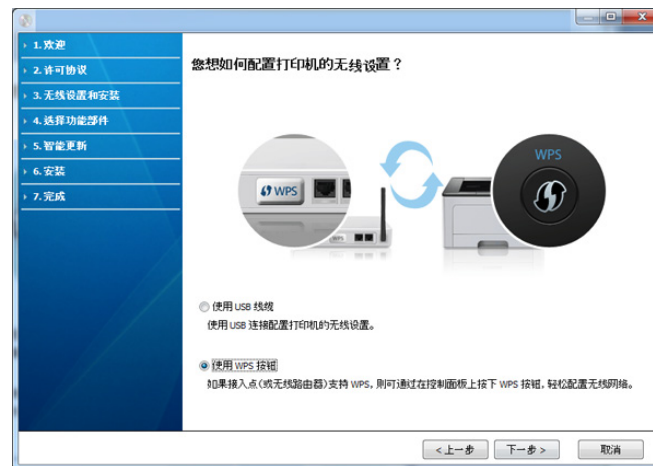 1.欢迎
2.许可协议
3.无线设置和安装
4.选择功能部件
5.智能更新
6.安装
7.完成
您想如何配置打印机的无线设置？
WPS
WPS
WPS
使用 USB 线缆
使用 USB 连接配置打印机的无线设置。
使用 WPS 按钮
如果接入点(或无线路由器)支持 WPS, 则可通过在控制面板上按下 WPS 按钮, 轻松配置无线网络。
<上一步
下一步>
取消